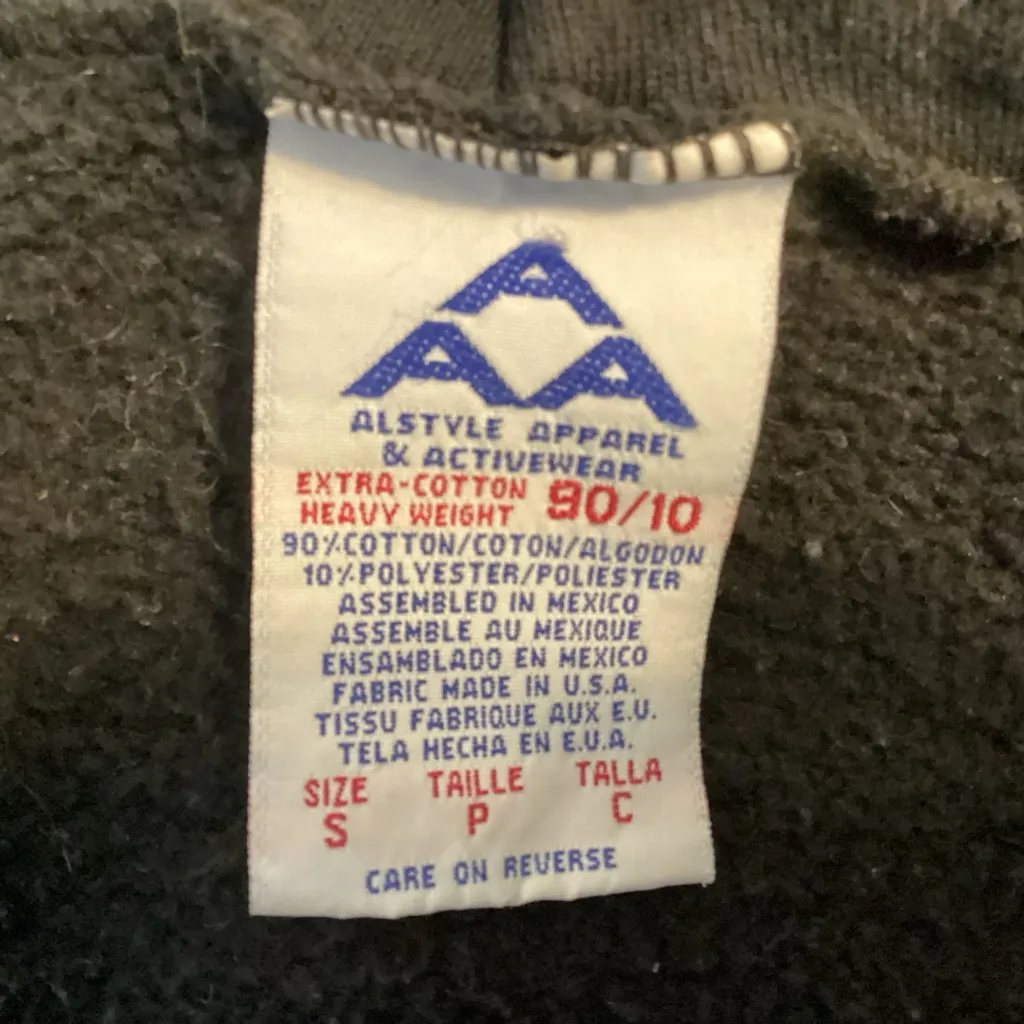 A
A A
ALSTYLE APPAREL
& ACTIVEWEAR
EXTRA-COTTON 90/10
HEAVY WEIGHT
90%COTTON/COTON/ALGODON
10%POLYESTER/POLIESTER
ASSEMBLED IN MEXICO
ASSEMBLE AU MEXIQUE
ENSAMBLADO EN MEXICO
FABRIC MADE IN U.S.A.
TISSU FABRIQUE AUX E.U.
TELA HECHA EN E.U.A.
SIZE TAILLE TALLA
S P C
CARE ON REVERSE